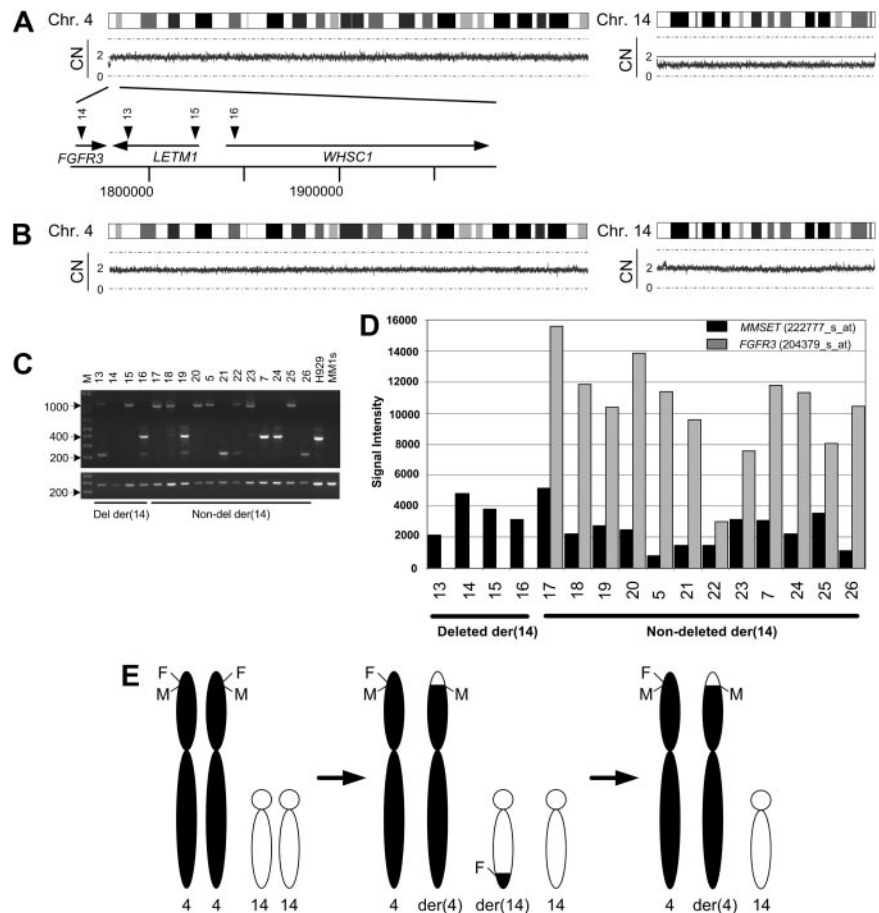 A
Chr. 4
Chr. 14
CN
2
0
CN
2
0
14
13
15
16
FGFR3
LETM1
WHSC1
1800000
1900000
B
Chr. 4
Chr. 14
CN
2
0
CN
2
0
C
M
13
14
15
16
17
18
19
20
5
21
22
23
7
24
25
26
H929
MM1s
1000
400
200
200
Del der(14)
Non-del der(14)
D
MMSET (222777_s_at)
FGFR3 (204379_s_at)
Signal Intensity
16000
14000
12000
10000
8000
6000
4000
2000
0
13
14
15
16
17
18
19
20
5
21
22
23
7
24
25
26
Deleted der(14)
Non-deleted der(14)
E
F
F
M
M
4
4
14
14
F
M
M
F
4
der(4)
der(14)
14
F
M
M
4
der(4)
14